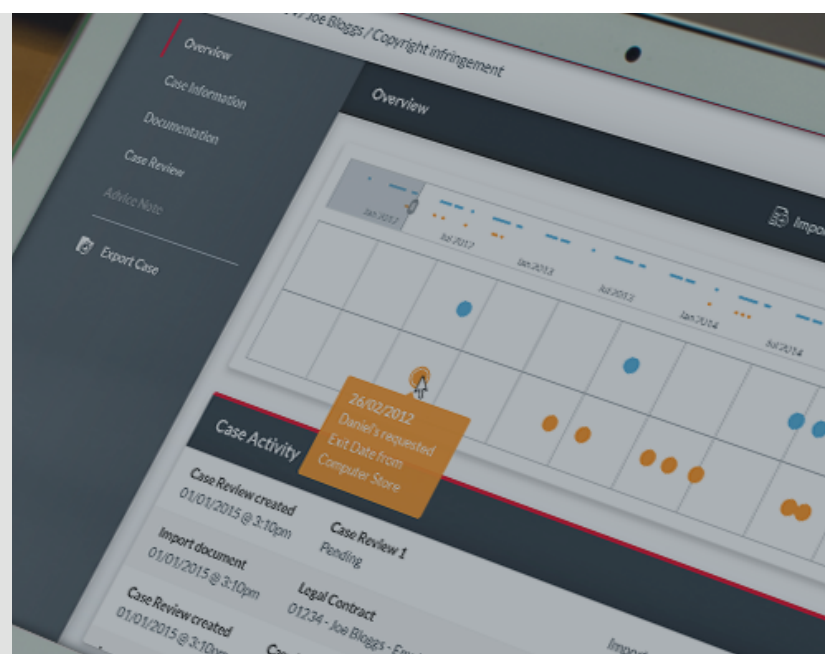 / Joe Bloggs / Copyright infringement
Overview
Case Information
Documentation
Case Review
Advice Note
Export Case
Overview
Jan 2012
Jul 2012
Jan 2013
Jul 2013
Jan 2014
Jul 2014
26/02/2012
Daniel's requested
Exit Date from
Computer Store
Case Activity
Case Review created
01/01/2015 @ 3:10pm
Case Review 1
Pending
Import document
01/01/2015 @ 3:10pm
Legal Contract
01234 - Joe Bloggs -
Case Review created
01/01/2015 @ 3:10pm